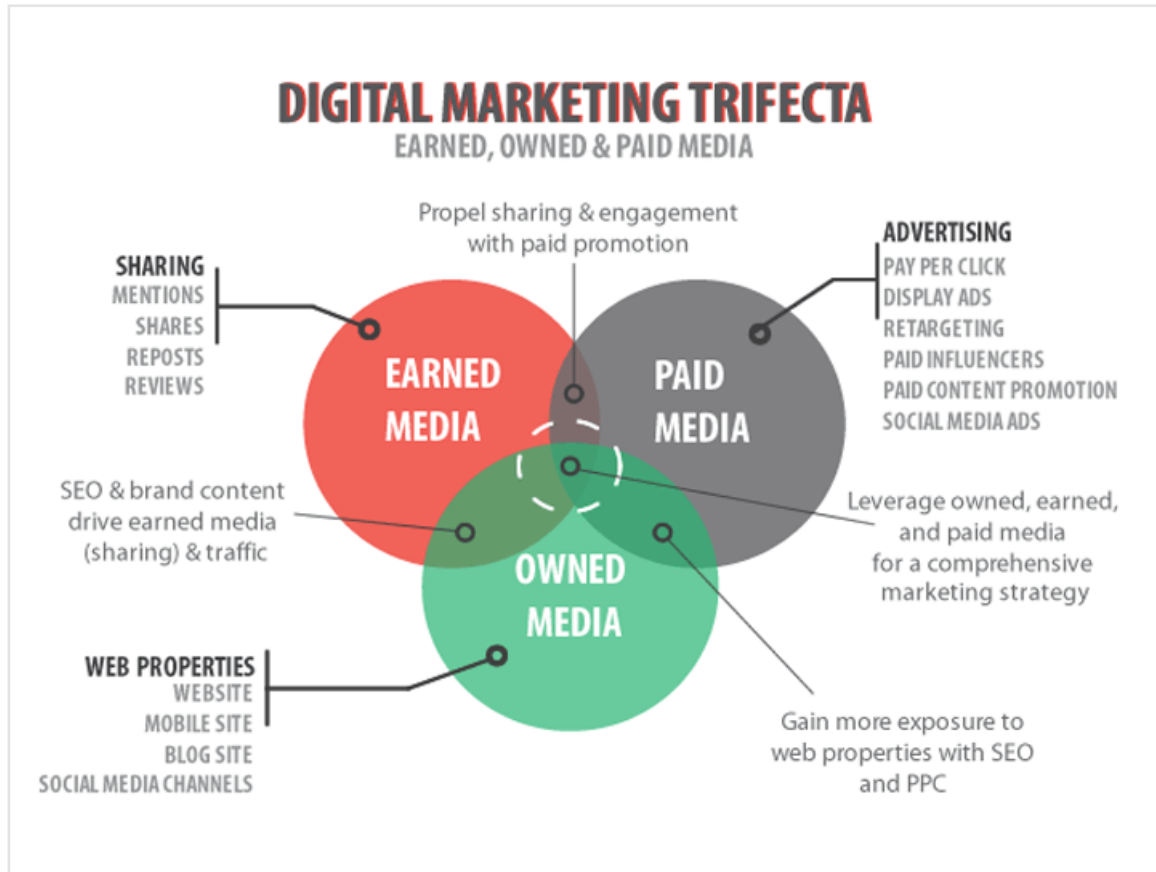 DIGITAL MARKETING TRIFECTA
EARNED, OWNED & PAID MEDIA
Propel sharing & engagement
with paid promotion
SHARING
MENTIONS
SHARES
REPOSTS
REVIEWS
ADVERTISING
PAY PER CLICK
DISPLAY ADS
RETARGETING
PAID INFLUENCERS
PAID CONTENT PROMOTION
SOCIAL MEDIA ADS
EARNED
MEDIA
PAID
MEDIA
SEO & brand content
drive earned media
(sharing) & traffic
Leverage owned, earned,
and paid media
for a comprehensive
marketing strategy
OWNED
MEDIA
WEB PROPERTIES
WEBSITE
MOBILE SITE
BLOG SITE
SOCIAL MEDIA CHANNELS
Gain more exposure to
web properties with SEO
and PPC